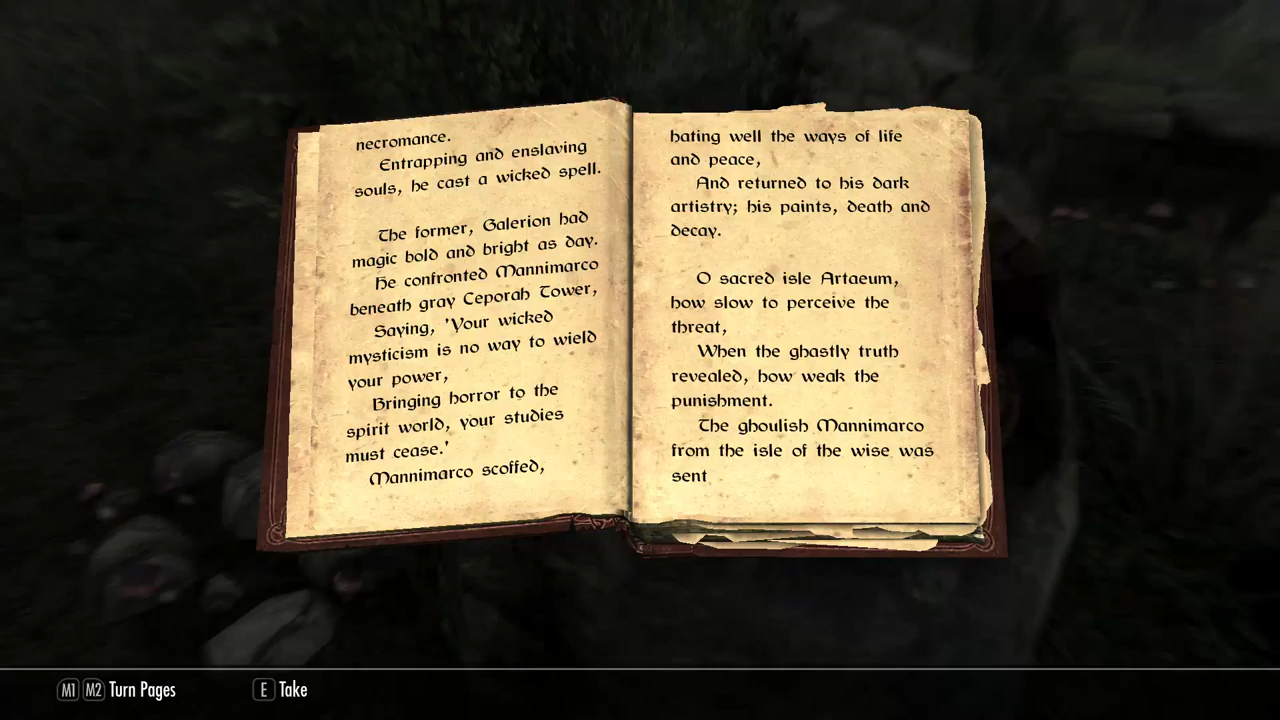 necromance.
Entrapping and enslaving
souls, he cast a wicked spell.
The former, Galerion had
magic bold and bright as day.
He confronted Mannimarco
beneath gray Ceporah Tower,
Saying, 'Your wicked
mysticism is no way to wield
your power,
Bringing horror to the
spirit world, your studies
must cease.'
Mannimarco scoffed,
hating well the ways of life
and peace,
And returned to his dark
artistry; his paints, death and
decay.
O sacred isle Artaeum,
how slow to perceive the
threat,
When the ghastly truth
revealed, how weak the
punishment.
The ghoulish Mannimarco
from the isle of the wise was
sent
M1 M2 Turn Pages
E Take